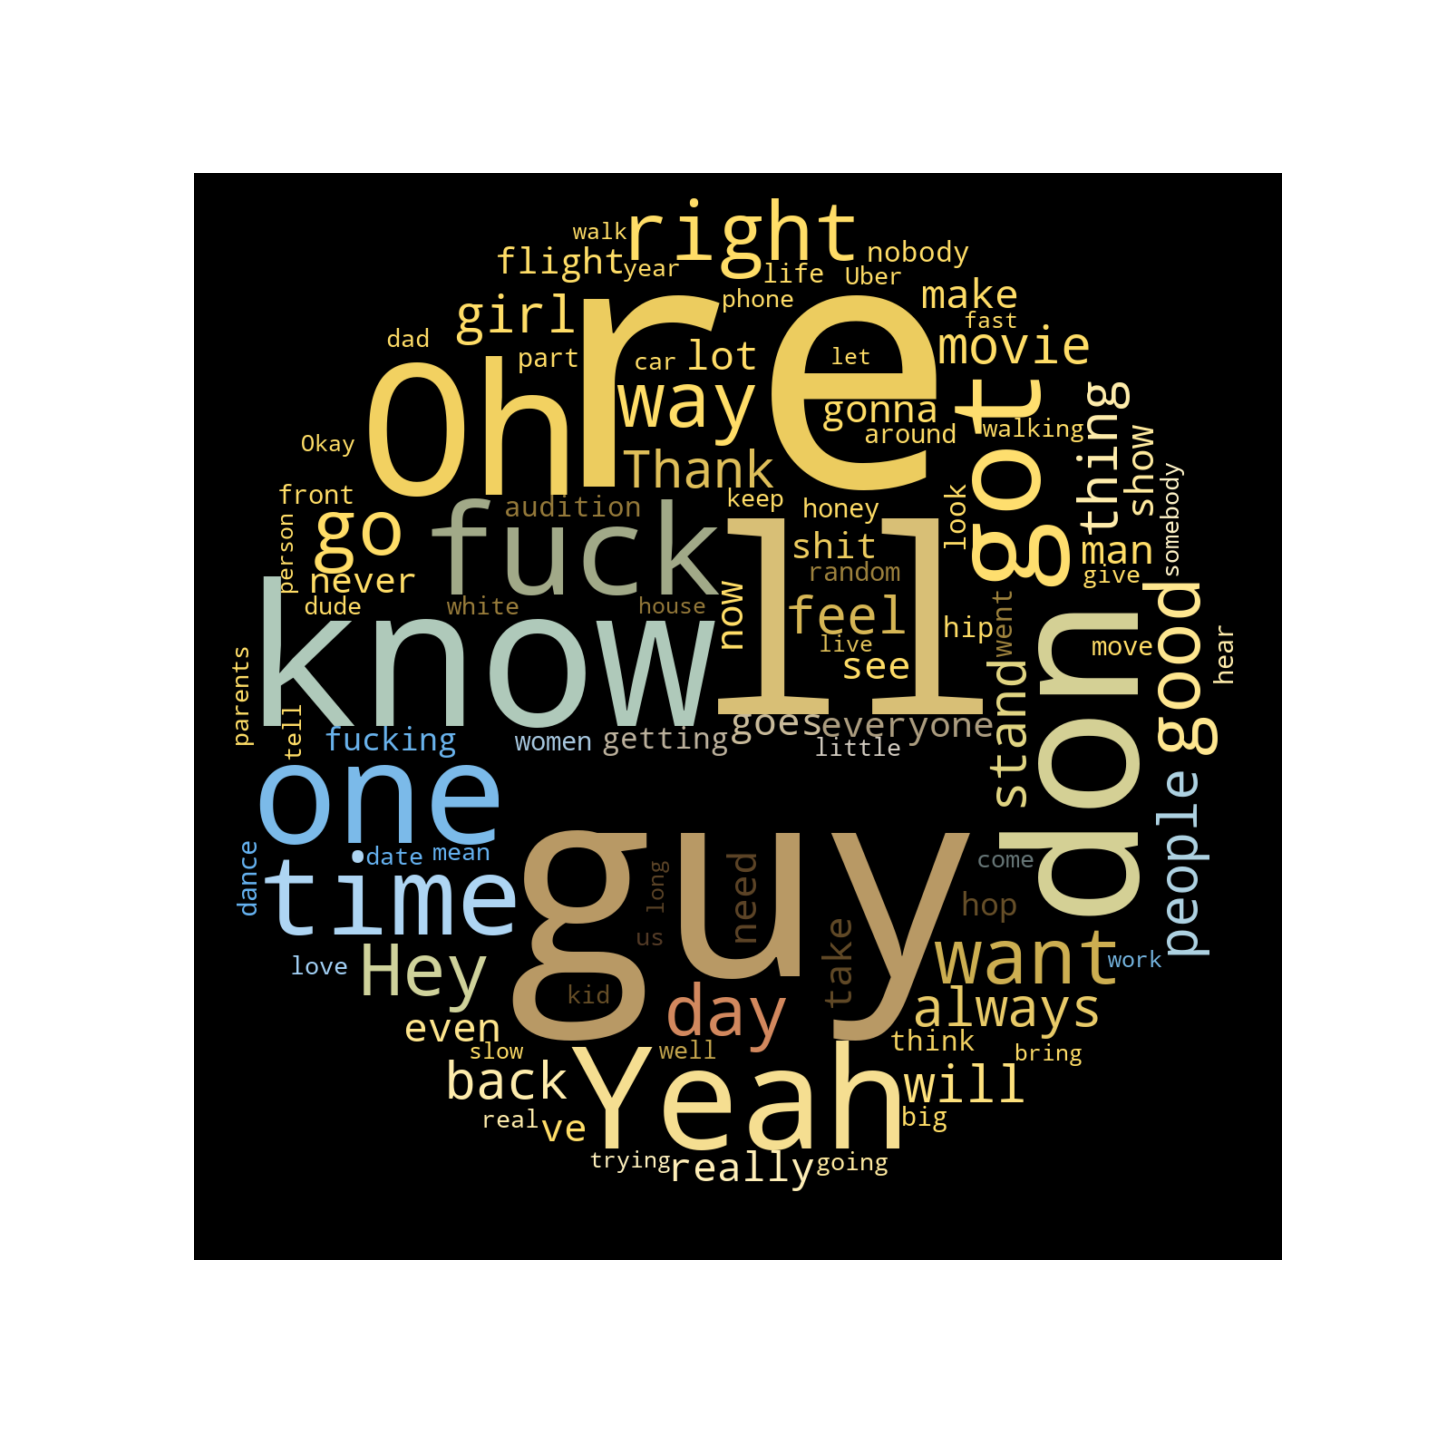 right
walk
nobody
flight
year
life
Uber
re
make
phone
girl
fast
movie
dad
part
car
lot
let
Oh
way
got
thing
gonna
around
walking
show
Okay
Thank
somebody
front
audition
keep
honey
look
go
fuck
ll
shit
man
person
never
random
give
know
dude
white
house
now
feel
went
don
good
hip
live
see
move
hear
parents
stand
tell
fucking
women
getting
goes
everyone
little
one
people
guy
dance
date
mean
long
need
come
time
hop
us
take
want
work
love
Hey
kid
day
always
even
think
slow
well
bring
Yeah
back
will
real
ve
big
trying
really
going